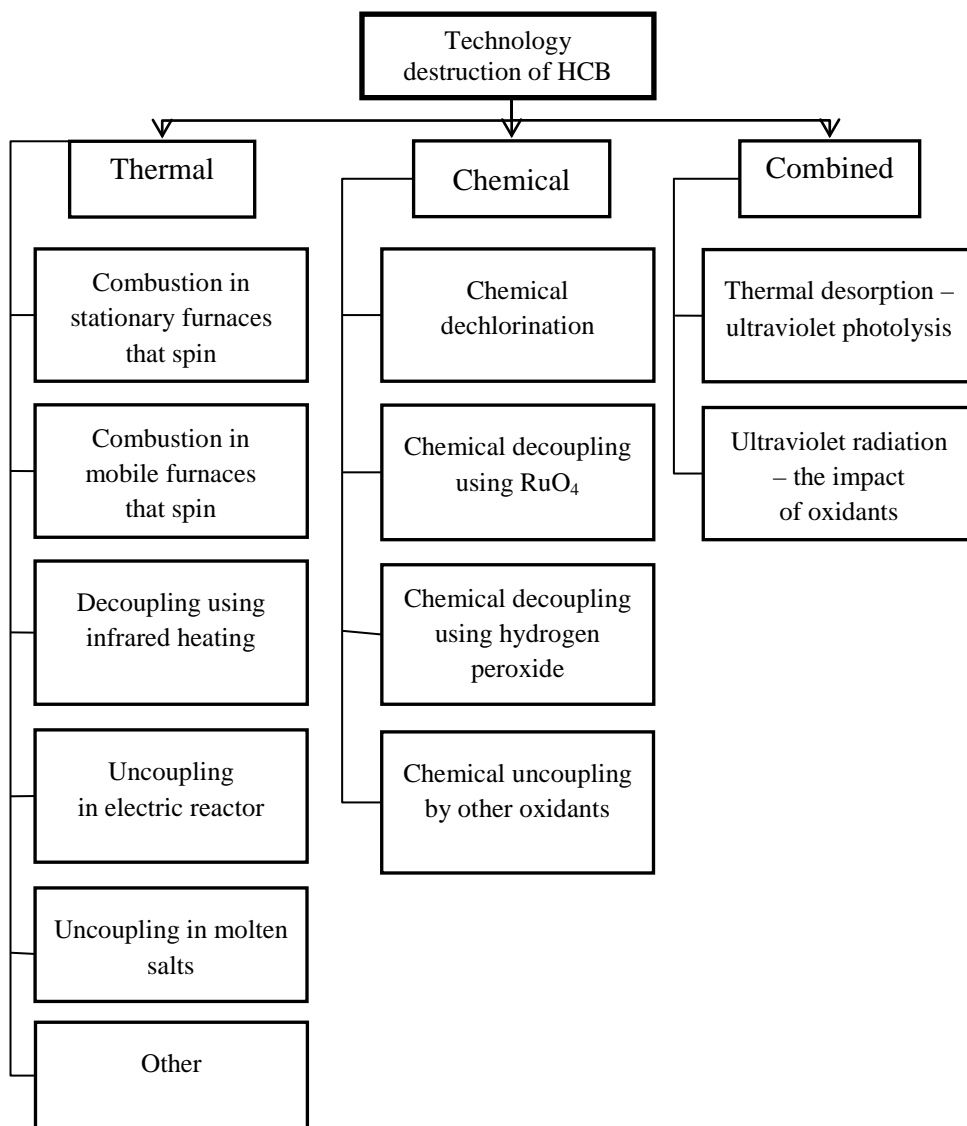 Technology
destruction of HCB
Thermal
Chemical
Combined
Combustion in
stationary furnaces
that spin
Combustion in
mobile furnaces
that spin
Decoupling using
infrared heating
Uncoupling
in electric reactor
Uncoupling in molten
salts
Other
Chemical
dechlorination
Chemical decoupling
using RuO₄
Chemical decoupling
using hydrogen
peroxide
Chemical uncoupling
by other oxidants
Thermal desorption –
ultraviolet photolysis
Ultraviolet radiation
– the impact
of oxidants